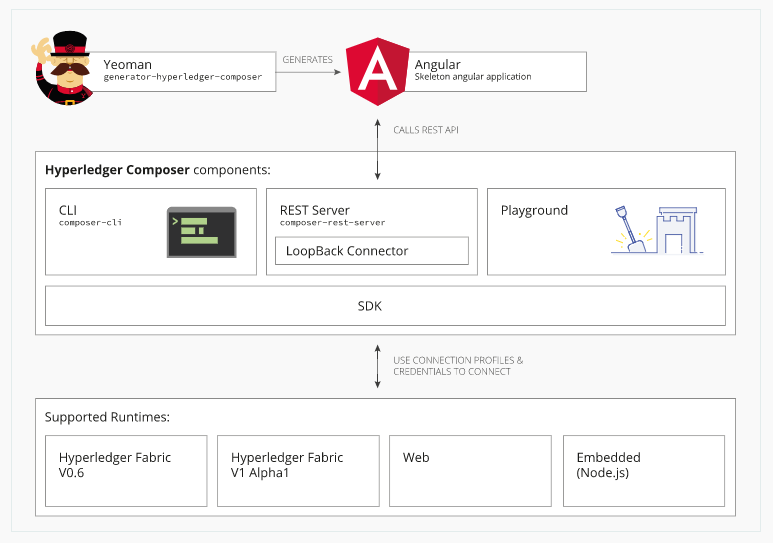 Yeoman
generator-hyperledger-composer
GENERATES
A
Angular
Skeleton angular application
CALLS REST API
Hyperledger Composer components:
CLI
composer-cli
REST Server
composer-rest-server
LoopBack Connector
Playground
SDK
USE CONNECTION PROFILES &
CREDENTIALS TO CONNECT
Supported Runtimes:
Hyperledger Fabric
V0.6
Hyperledger Fabric
V1 Alpha1
Web
Embedded
(Node.js)